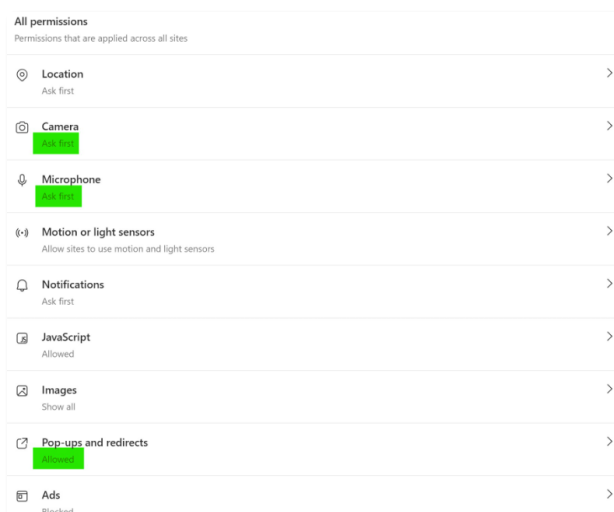 All permissions
Permissions that are applied across all sites
Location
Ask first
Camera
Ask first
Microphone
Ask first
Motion or light sensors
Allow sites to use motion and light sensors
Notifications
Ask first
JavaScript
Allowed
Images
Show all
Pop-ups and redirects
Allowed
Ads
Blocked